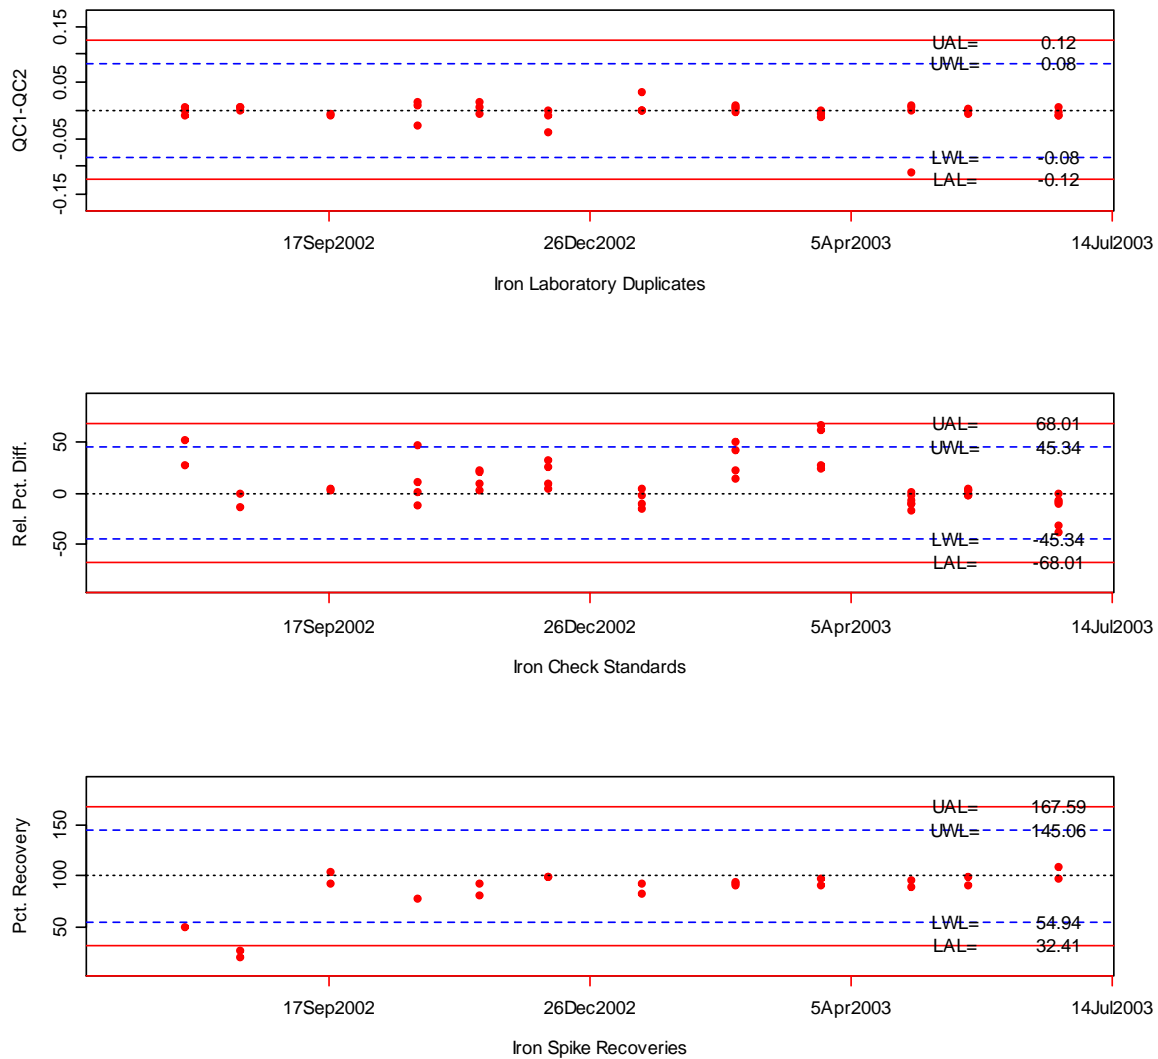 QC1-QC2
0.15
0.05
-0.05
-0.15
UAL= 0.12
UWL= 0.08
LWL= -0.08
LAL= -0.12
17Sep2002 26Dec2002 5Apr2003 14Jul2003
Iron Laboratory Duplicates
Rel. Pct. Diff.
50
0
-50
UAL= 68.01
UWL= 45.34
LWL= -45.34
LAL= -68.01
17Sep2002 26Dec2002 5Apr2003 14Jul2003
Iron Check Standards
Pct. Recovery
150
100
50
UAL= 167.59
UWL= 145.06
LWL= 54.94
LAL= 32.41
17Sep2002 26Dec2002 5Apr2003 14Jul2003
Iron Spike Recoveries